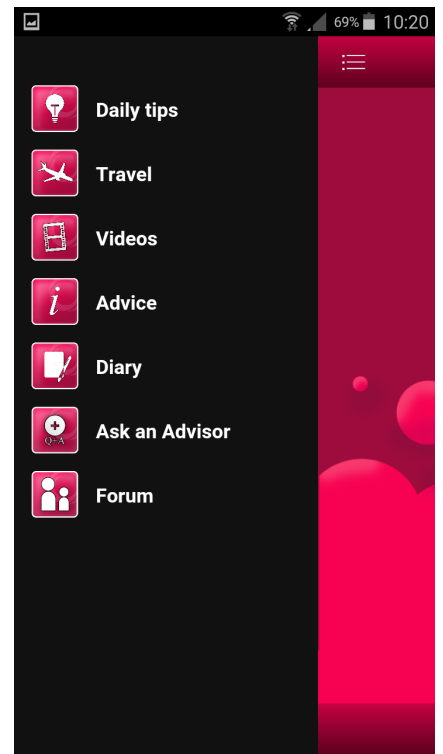 69% 10:20
Daily tips
Travel
Videos
i
Advice
Diary
Q+A
Ask an Advisor
Forum